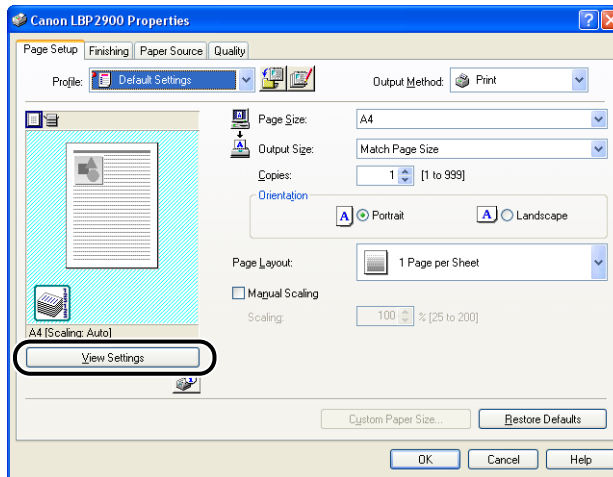 Canon LBP2900 Properties
Page Setup Finishing Paper Source Quality
Profile: Default Settings Output Method: Print
Page Size: A4
Output Size: Match Page Size
Copies: 1 [1 to 999]
Orientation
A Portrait A Landscape
Page Layout: 1 Page per Sheet
Manual Scaling
Scaling: 100 % [25 to 200]
A4 [Scaling: Auto]
View Settings
Custom Paper Size... Restore Defaults
OK Cancel Help